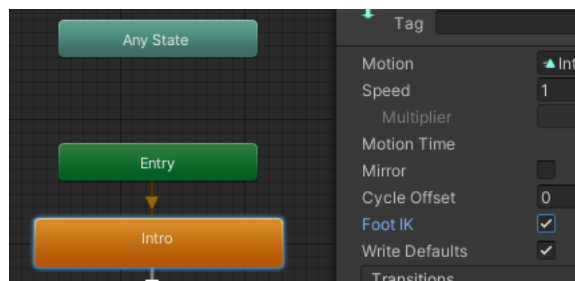 Any State
Entry
Intro
Tag
Motion
Speed 1
Multiplier
Motion Time
Mirror
Cycle Offset 0
Foot IK
Write Defaults
Transitions